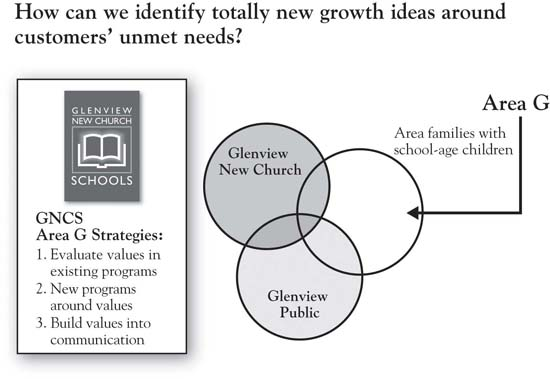 How can we identify totally new growth ideas around
customers' unmet needs?
GLENVIEW
NEW CHURCH
SCHOOLS
GNCS
Area G Strategies:
1. Evaluate values in
existing programs
2. New programs
around values
3. Build values into
communication
Glenview
New Church
Glenview
Public
Area G
Area families with
school-age children